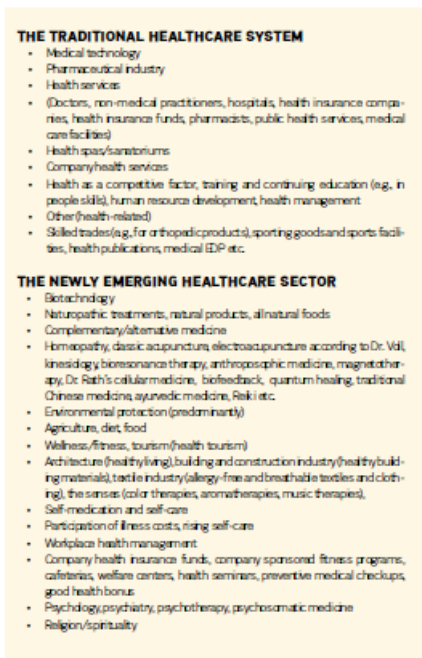 THE TRADITIONAL HEALTHCARE SYSTEM
• Medical technology
• Pharmaceutical industry
• Health services
• (Doctors, non-medical practitioners, hospitals, health insurance compa-
nies, health insurance funds, pharmacists, public health services, medical
care facilities)
• Health spas/sanatoriums
• Company health services
• Health as a competitive factor, training and continuing education (e.g., in
people skills), human resource development, health management
• Other (health-related)
• Skilled trades (e.g., for orthopedic products), sporting goods and sports facili-
ties, health publications, medical EDP etc.
THE NEWLY EMERGING HEALTHCARE SECTOR
• Biotechnology
• Naturopathic treatments, natural products, all natural foods
• Complementary/alternative medicine
• Homeopathy, classic acupuncture, electroacupuncture according to Dr. Voll,
kinesiology, bioresonance therapy, anthroposophic medicine, magnetother-
apy, Dr. Rath's cellular medicine, biofeedback, quantum healing, traditional
Chinese medicine, ayurvedic medicine, Reiki etc.
• Environmental protection (predominantly)
• Agriculture, diet, food
• Wellness/fitness, tourism (health tourism)
• Architecture (healthy living), building and construction industry (healthy build-
ing materials), textile industry (allergy-free and breathable textiles and cloth-
ing), the senses (color therapies, aromatherapies, music therapies),
• Self-medication and self-care
• Participation of illness costs, rising self-care
• Workplace health management
• Company health insurance funds, company sponsored fitness programs,
cafeterias, welfare centers, health seminars, preventive medical checkups,
good health bonus
• Psychology, psychiatry, psychotherapy, psychosomatic medicine
• Religion/spirituality